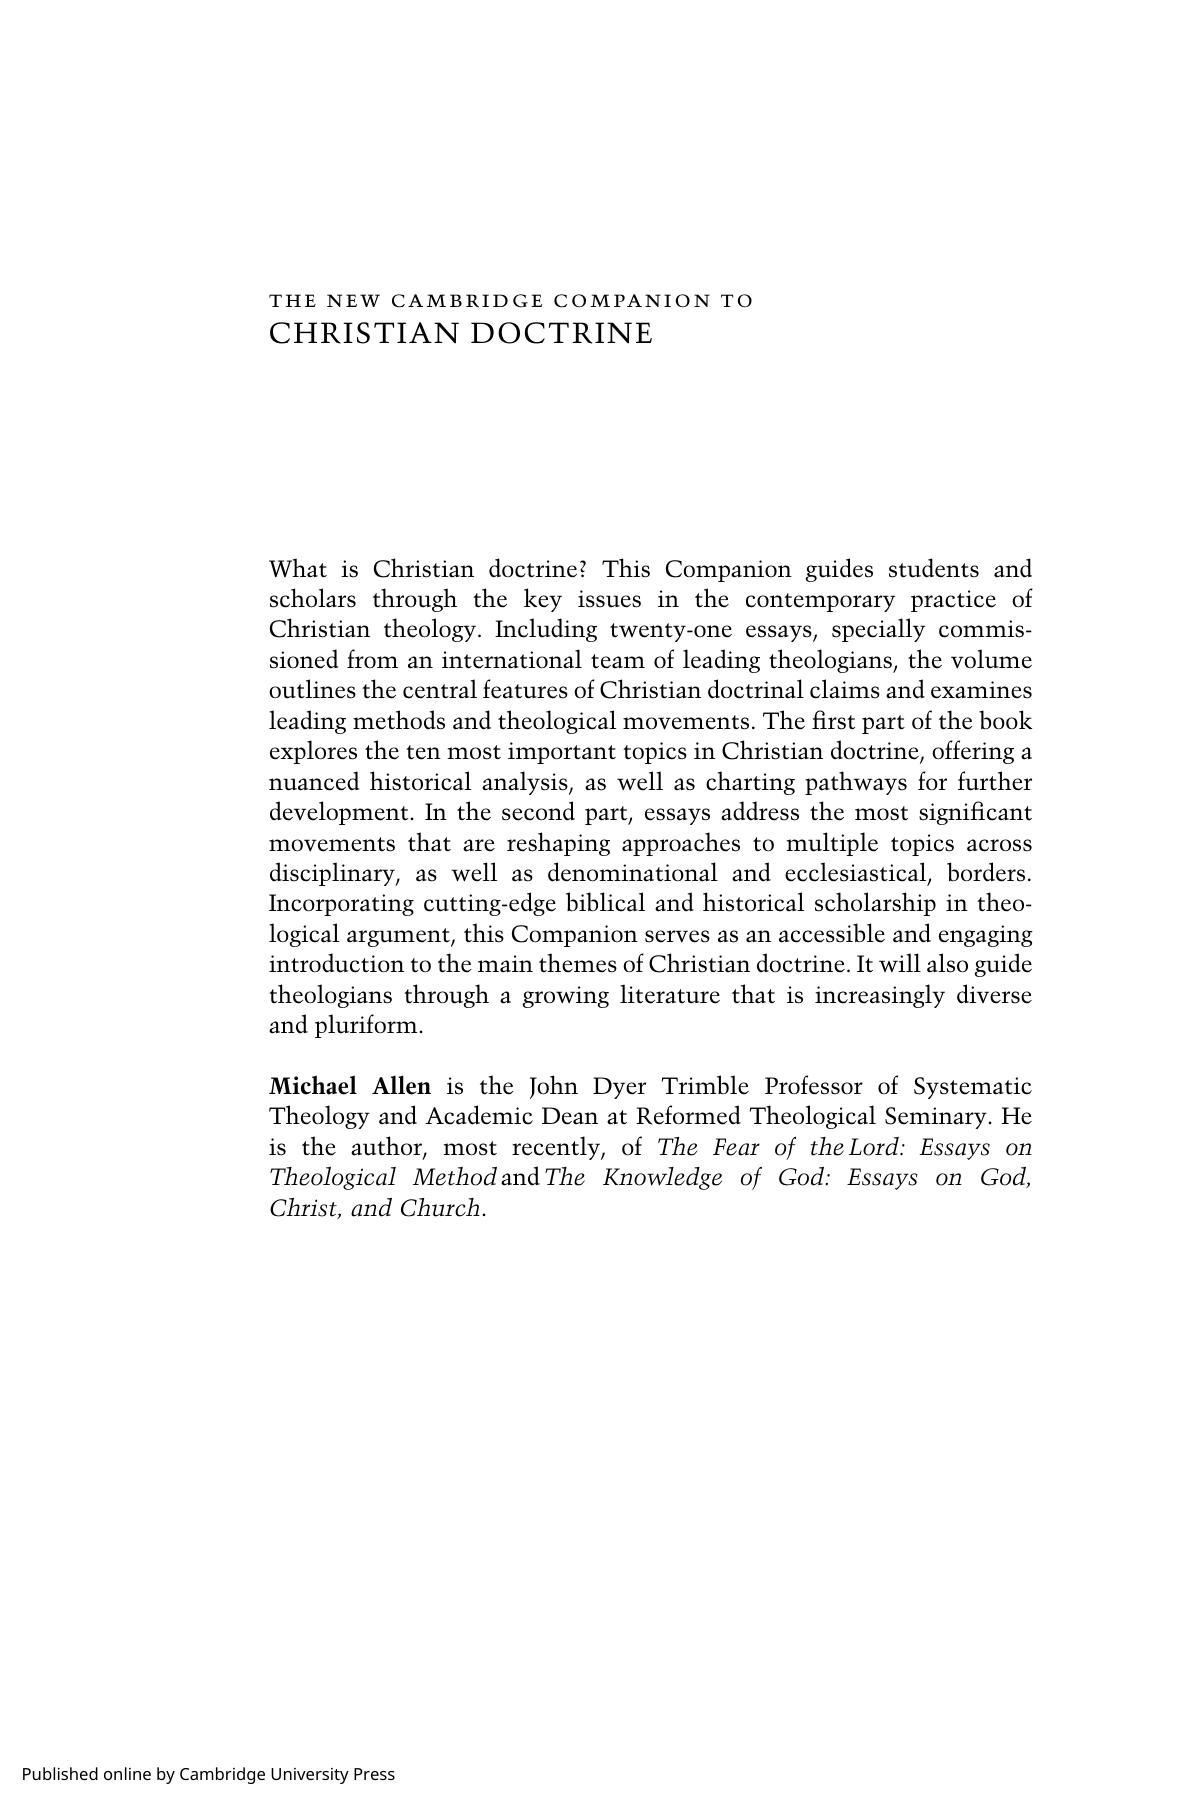 THE NEW CAMBRIDGE COMPANION TO
CHRISTIAN DOCTRINE
What is Christian doctrine? This Companion guides students and
scholars through the key issues in the contemporary practice of
Christian theology. Including twenty-one essays, specially commis-
sioned from an international team of leading theologians, the volume
outlines the central features of Christian doctrinal claims and examines
leading methods and theological movements. The first part of the book
explores the ten most important topics in Christian doctrine, offering a
nuanced historical analysis, as well as charting pathways for further
development. In the second part, essays address the most significant
movements that are reshaping approaches to multiple topics across
disciplinary, as well as denominational and ecclesiastical, borders.
Incorporating cutting-edge biblical and historical scholarship in theo-
logical argument, this Companion serves as an accessible and engaging
introduction to the main themes of Christian doctrine. It will also guide
theologians through a growing literature that is increasingly diverse
and pluriform.
Michael Allen is the John Dyer Trimble Professor of Systematic
Theology and Academic Dean at Reformed Theological Seminary. He
is the author, most recently, of The Fear of the Lord: Essays on
Theological Method and The Knowledge of God: Essays on God,
Christ, and Church.
Published online by Cambridge University Press